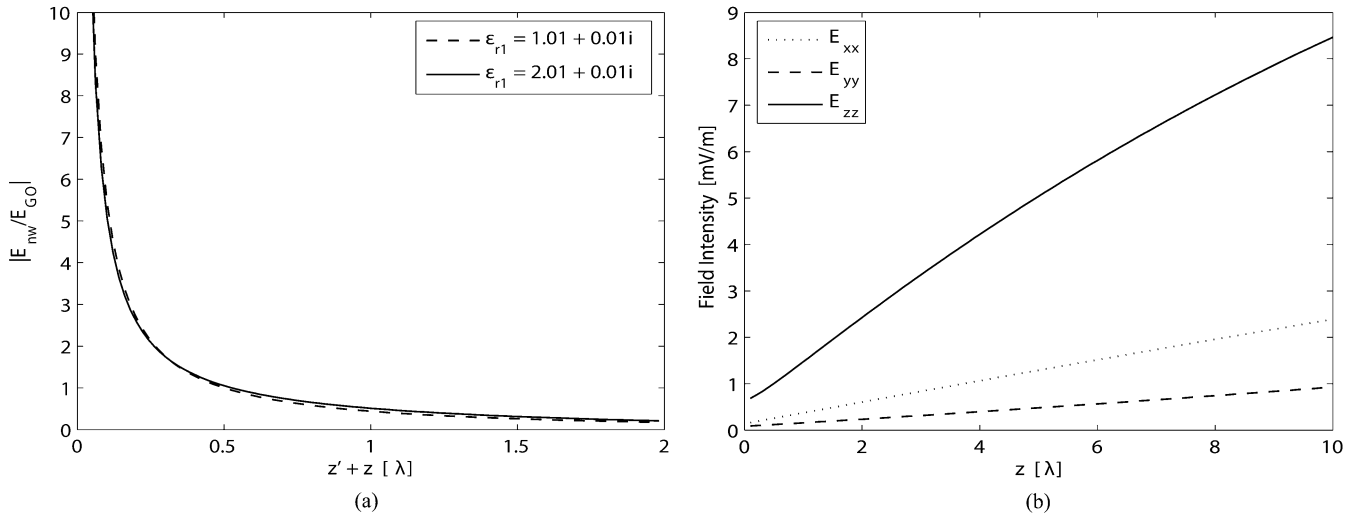 10
9
8
7
6
5
4
3
2
1
0
|E_nw/E_GO|
ε_r1 = 1.01 + 0.01i
ε_r1 = 2.01 + 0.01i
0
0.5
1
1.5
2
z′ + z [ λ ]
(a)
9
8
7
6
5
4
3
2
1
0
Field Intensity [mV/m]
E_xx
E_yy
E_zz
2
4
6
8
10
z [ λ ]
(b)